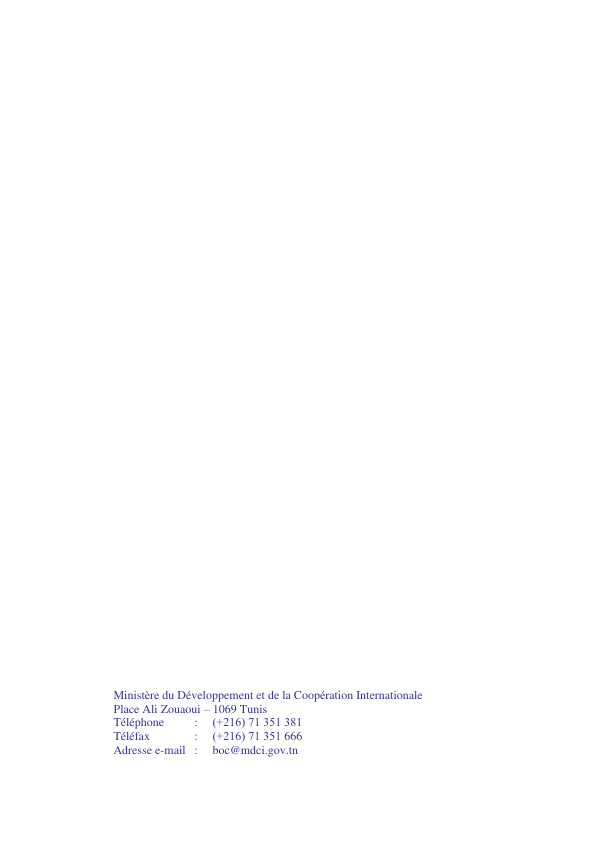 Ministère du Développement et de la Coopération Internationale
Place Ali Zouaoui – 1069 Tunis
Téléphone : (+216) 71 351 381
Téléfax : (+216) 71 351 666
Adresse e-mail : boc@mdci.gov.tn